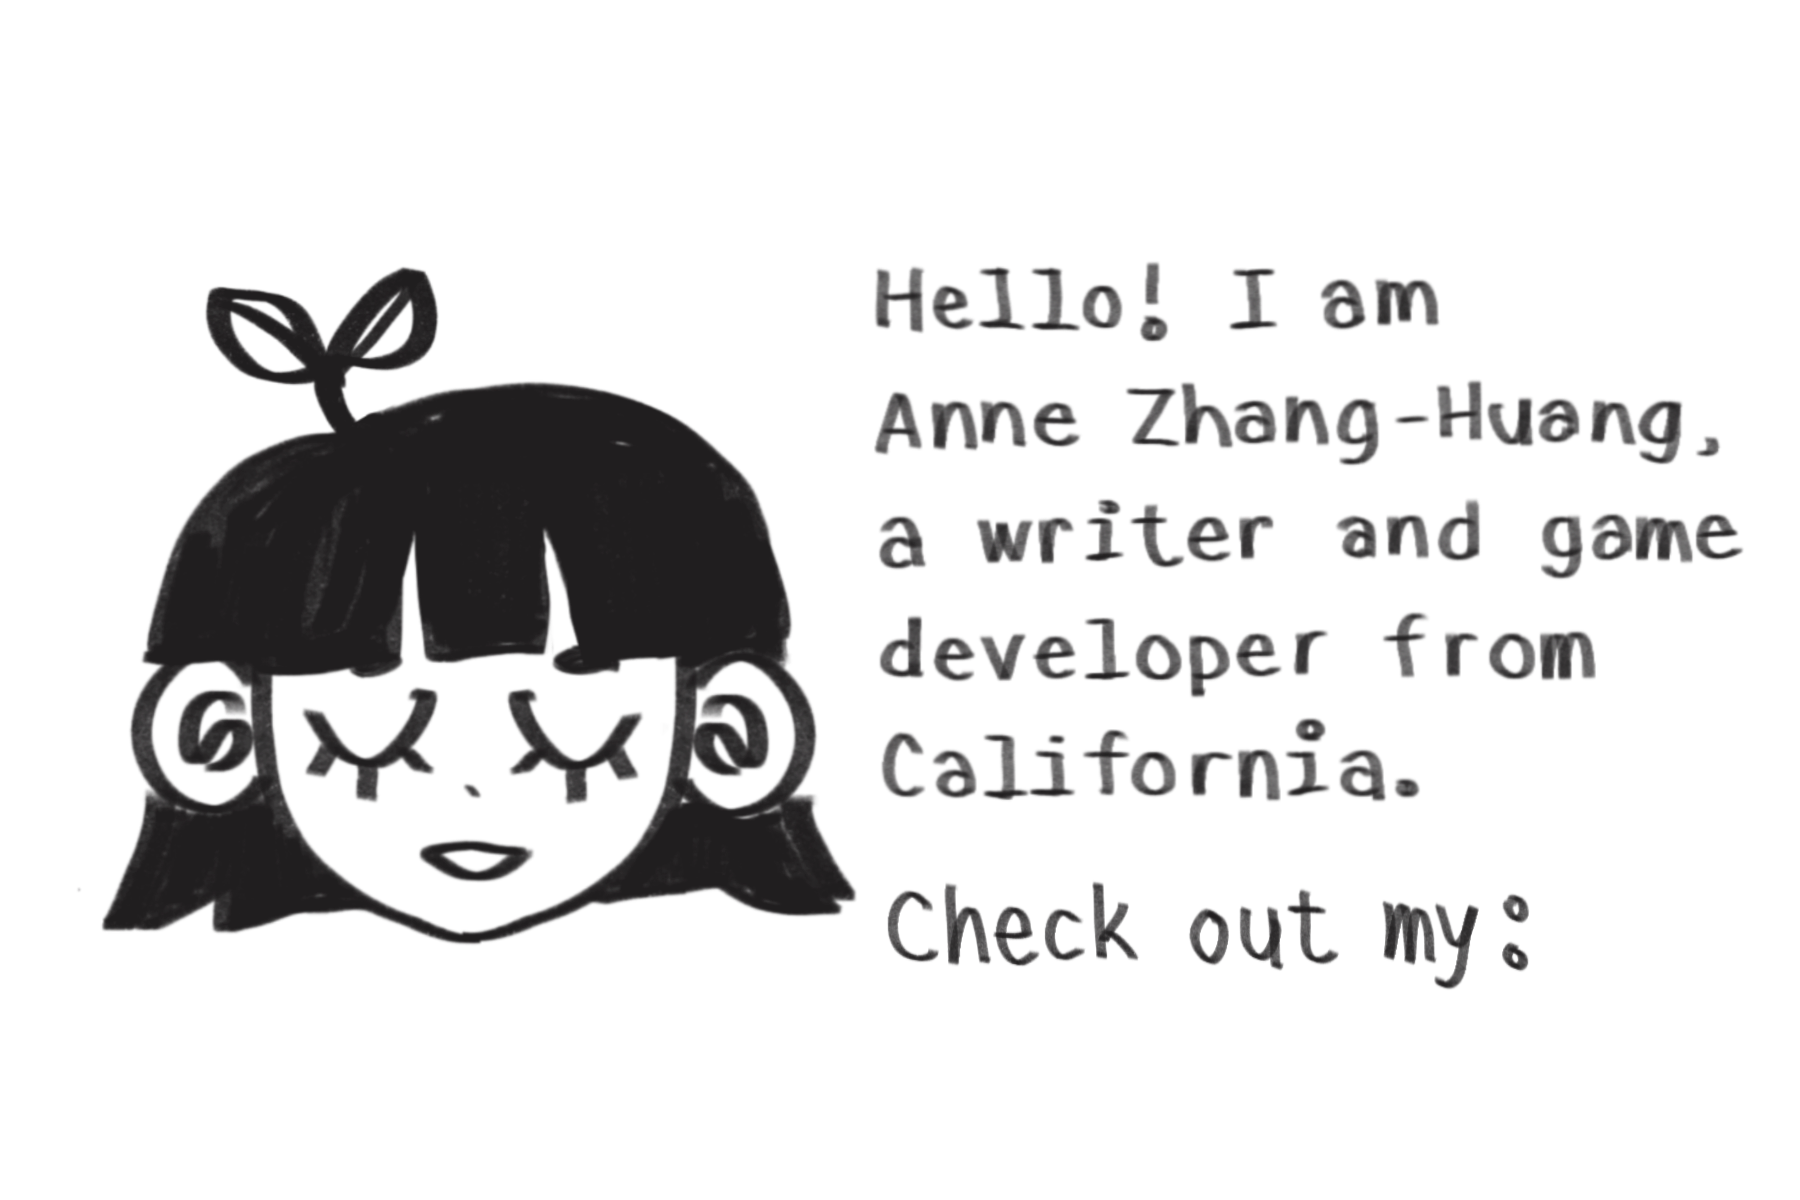 Hello! I am
Anne Zhang-Huang,
a writer and game
developer from
California.
Check out my: